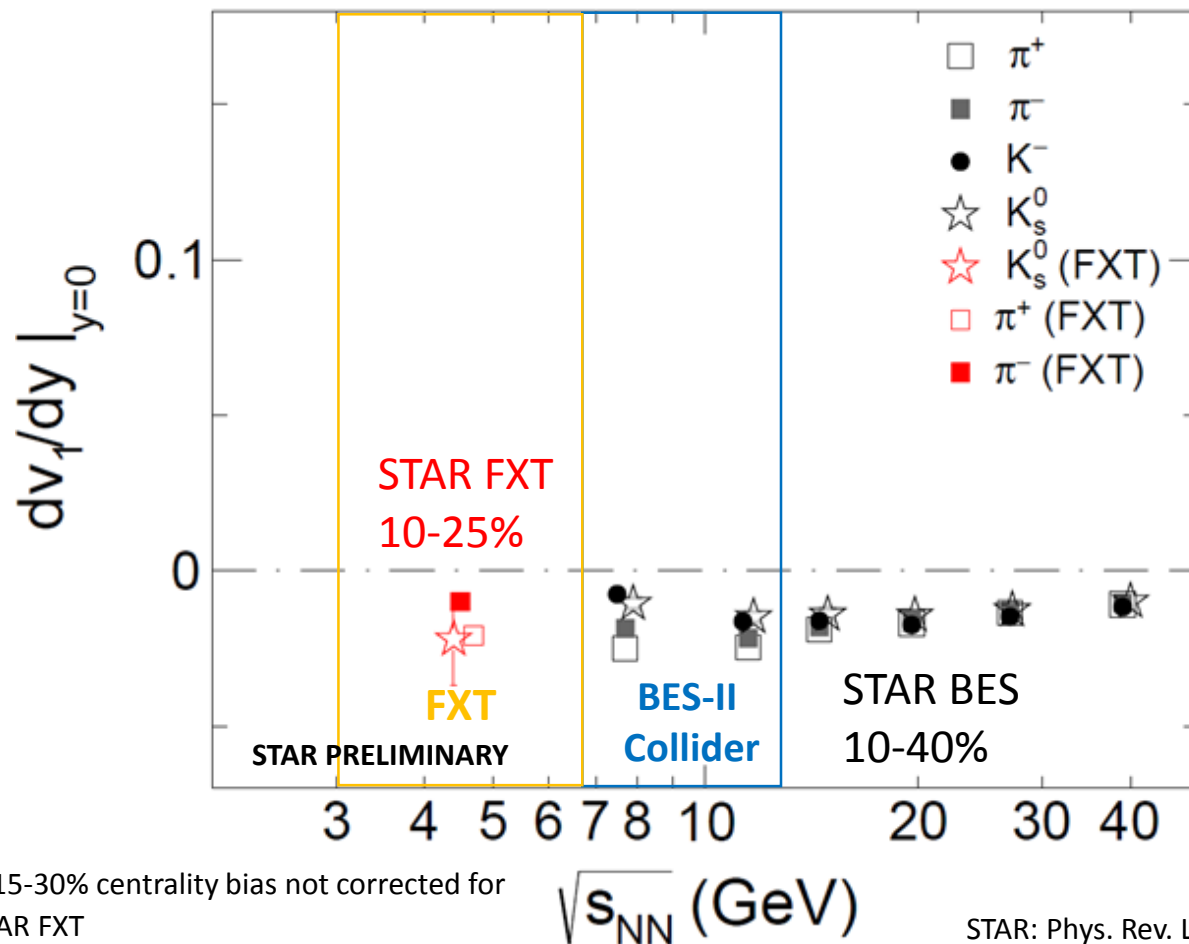 π⁺
π⁻
K⁻
K⁰ₛ
K⁰ₛ (FXT)
π⁺ (FXT)
π⁻ (FXT)
0.1
0
dv₁/dy |y=0
STAR FXT
10-25%
FXT
STAR PRELIMINARY
BES-II
Collider
STAR BES
10-40%
3 4 5 6 7 8 10 20 30 40
√sNN (GeV)
15-30% centrality bias not corrected for
AR FXT
STAR: Phys. Rev. L